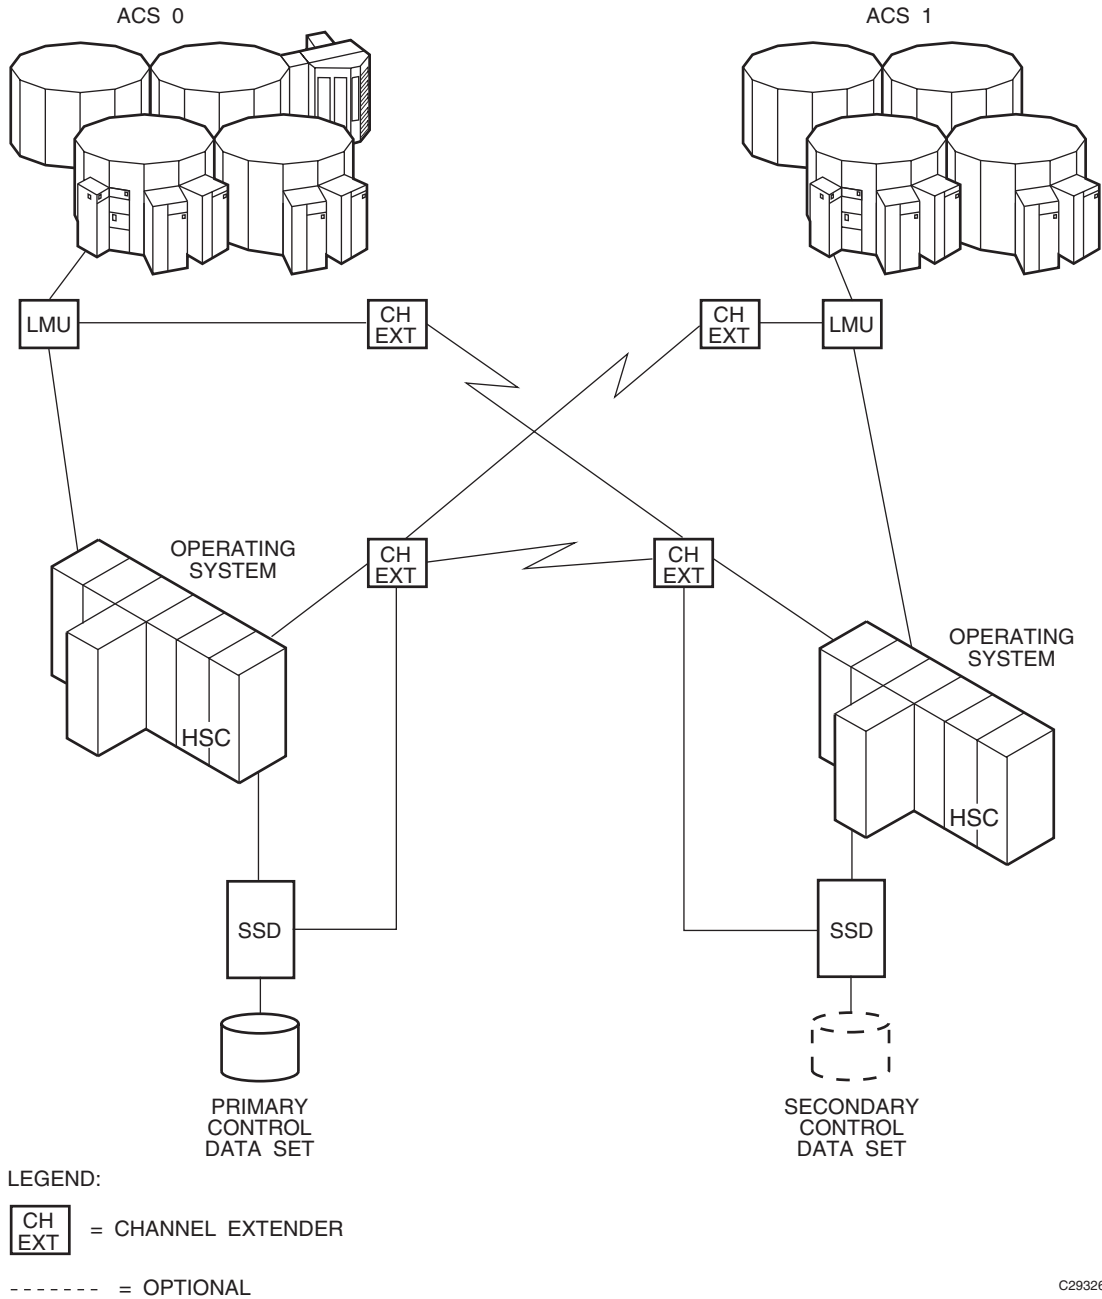 ACS 0
ACS 1
LMU
CH
EXT
CH
EXT
LMU
OPERATING
SYSTEM
CH
EXT
CH
EXT
OPERATING
SYSTEM
HSC
HSC
SSD
SSD
PRIMARY
CONTROL
DATA SET
SECONDARY
CONTROL
DATA SET
LEGEND:
CH
EXT
= CHANNEL EXTENDER
------- = OPTIONAL
C29326